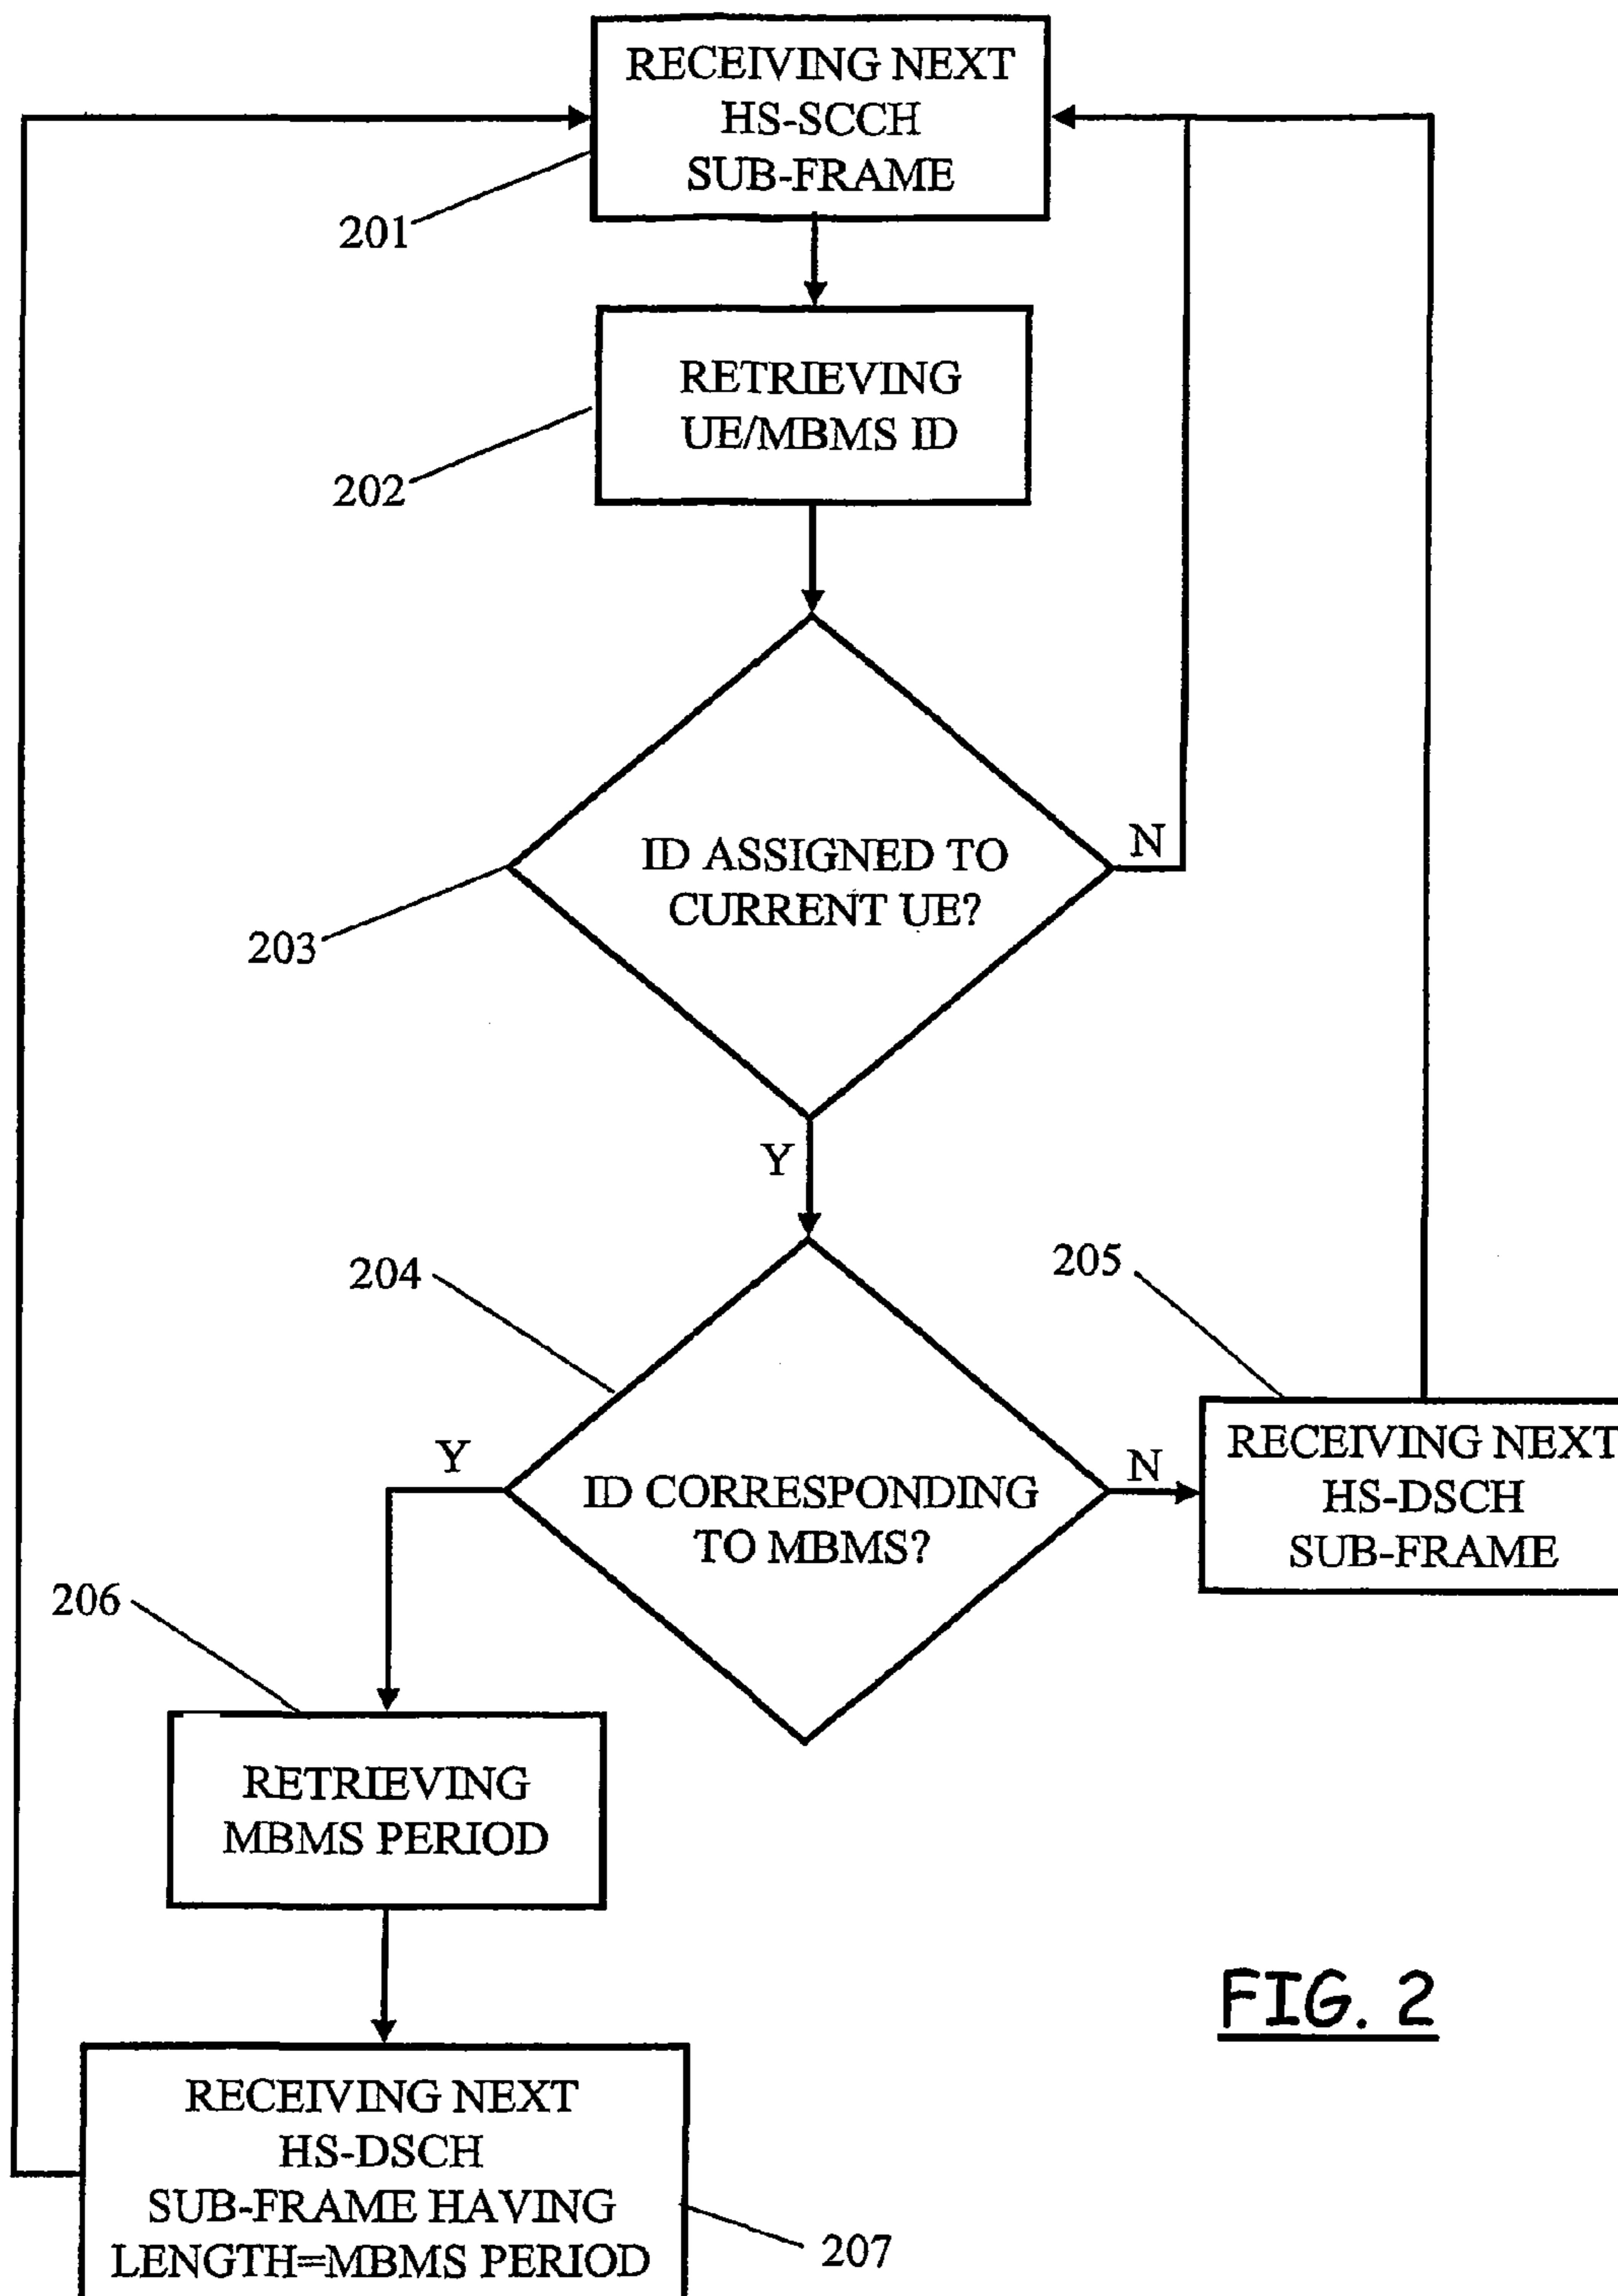 RECEIVING NEXT
HS-SCCH
SUB-FRAME
201
RETRIEVING
UE/MBMS ID
202
ID ASSIGNED TO
CURRENT UE?
N
203
Y
204
205
ID CORRESPONDING
TO MBMS?
Y
N
RECEIVING NEXT
HS-DSCH
SUB-FRAME
206
RETRIEVING
MBMS PERIOD
FIG. 2
RECEIVING NEXT
HS-DSCH
SUB-FRAME HAVING
LENGTH=MBMS PERIOD
207